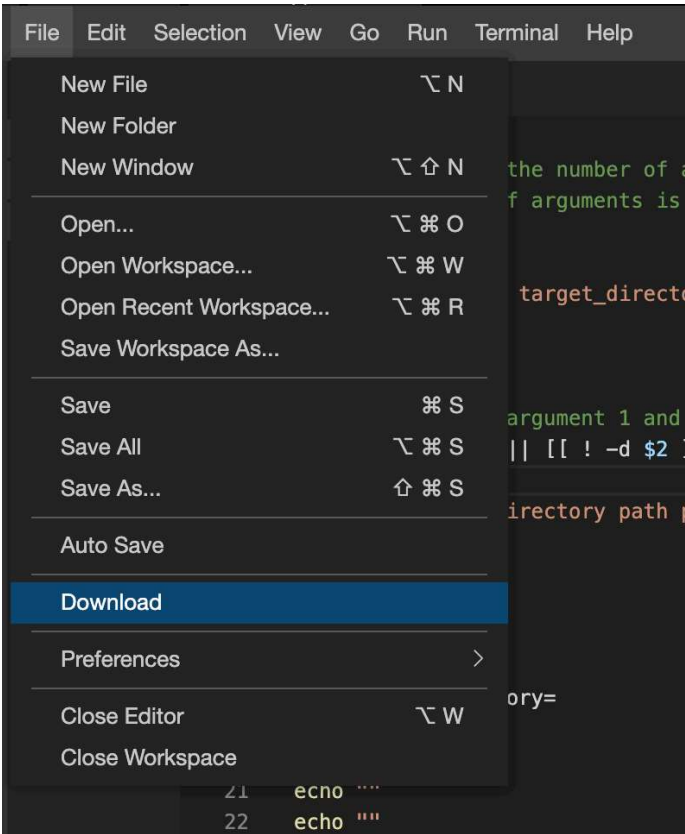 File Edit Selection View Go Run Terminal Help
New File ⌥ N
New Folder
New Window ⌥ ⇧ N
the number of
f arguments is
Open... ⌥ ⌘ O
Open Workspace... ⌥ ⌘ W
Open Recent Workspace... ⌥ ⌘ R
target_directo
Save Workspace As...
Save ⌘ S
argument 1 and
Save All ⌥ ⌘ S
|| [[ ! -d $2
Save As... ⇧ ⌘ S
irectory path
Auto Save
Download
Preferences >
Close Editor ⌥ W
ory=
Close Workspace
21 echo ""
22 echo ""